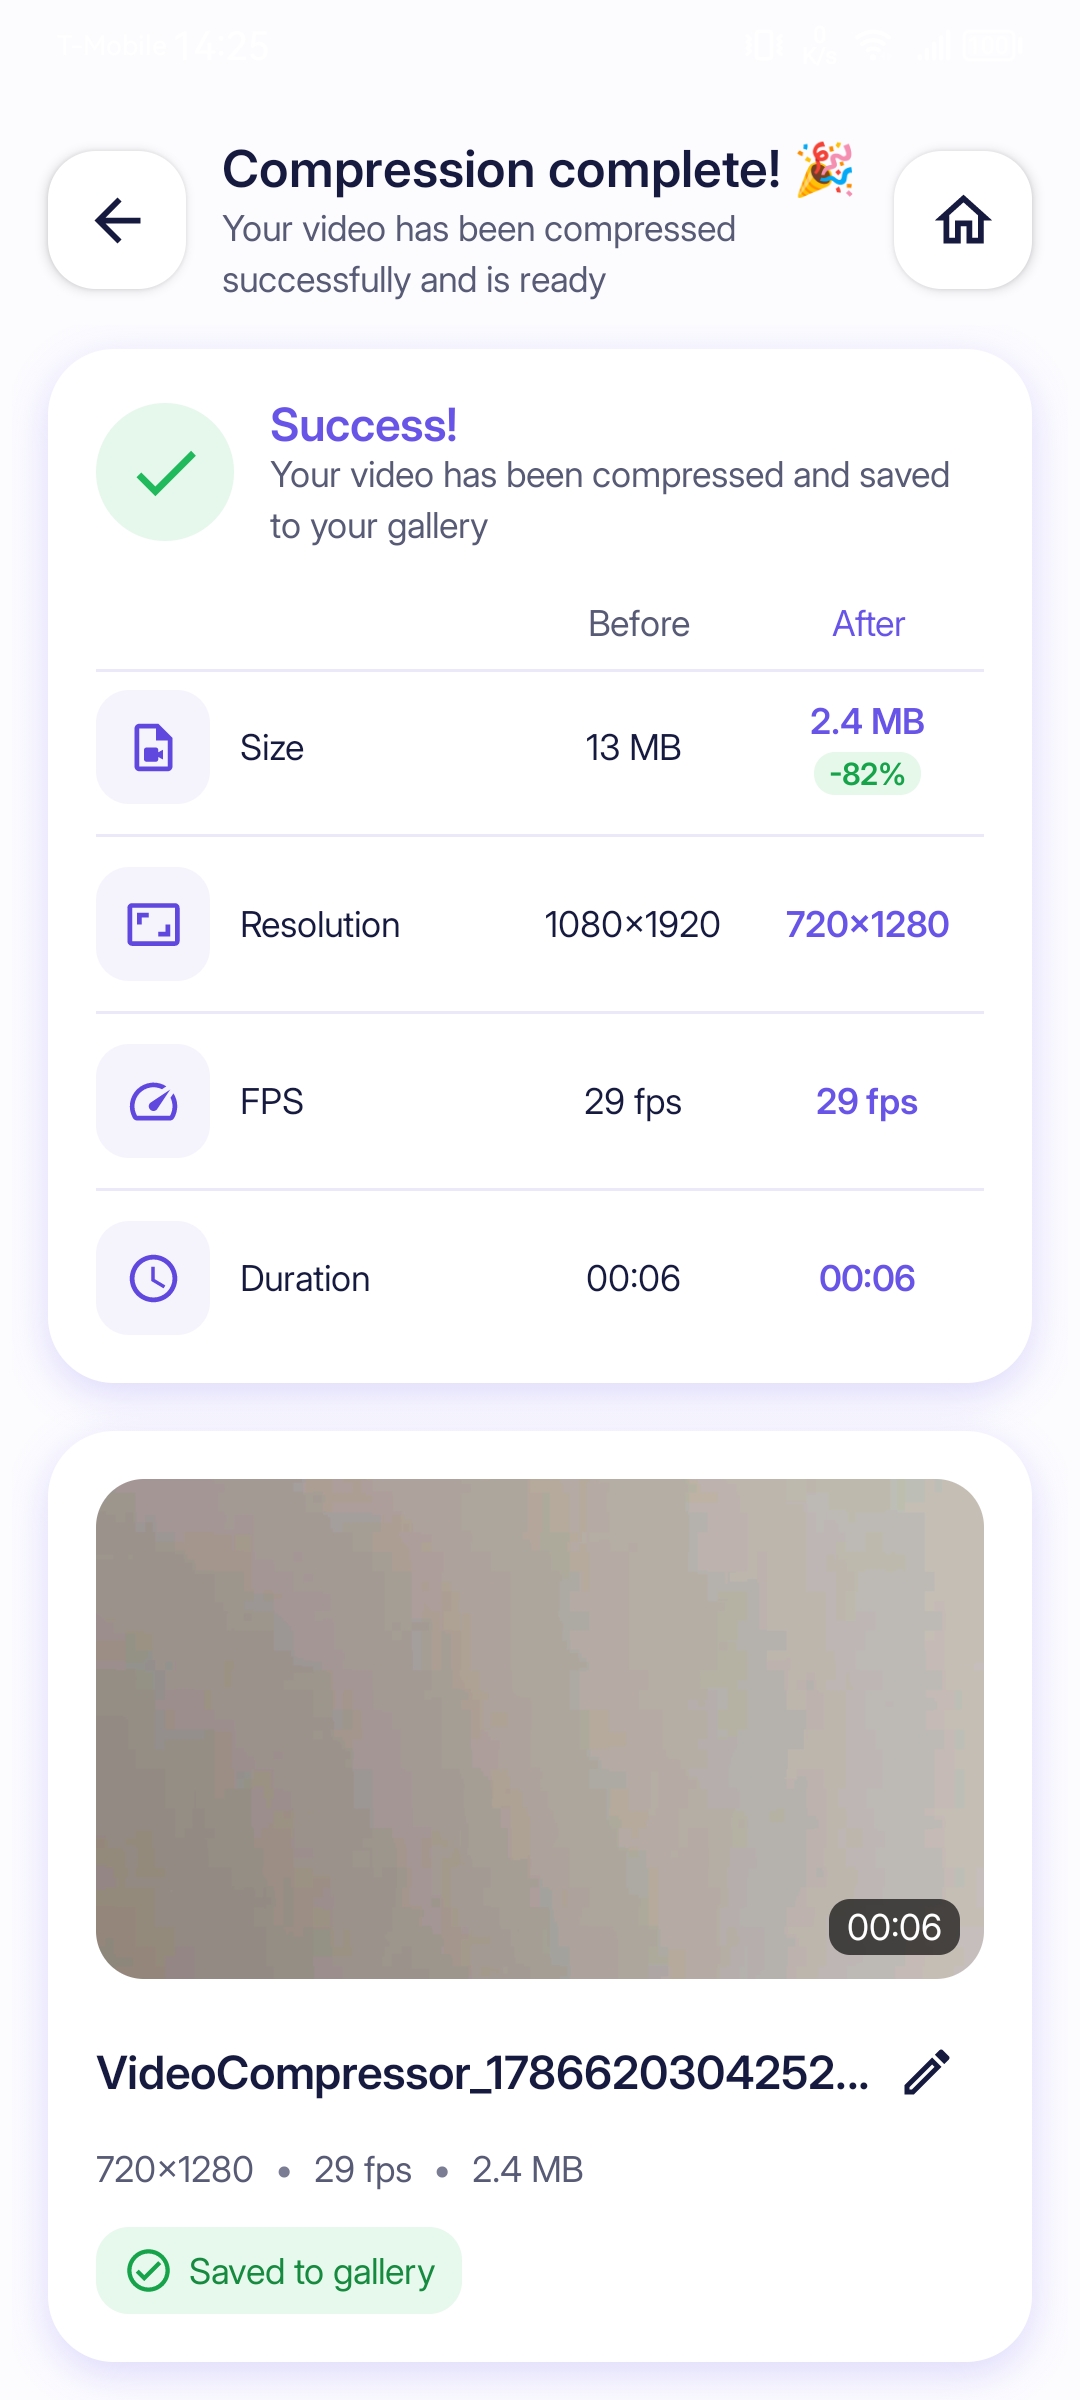 T-Mobile 14:25
Compression complete! 🎉
Your video has been compressed
successfully and is ready
Success!
Your video has been compressed and saved
to your gallery
Before After
Size 13 MB 2.4 MB
-82%
Resolution 1080×1920 720×1280
FPS 29 fps 29 fps
Duration 00:06 00:06
00:06
VideoCompressor_1786620304252...
720×1280 • 29 fps • 2.4 MB
Saved to gallery